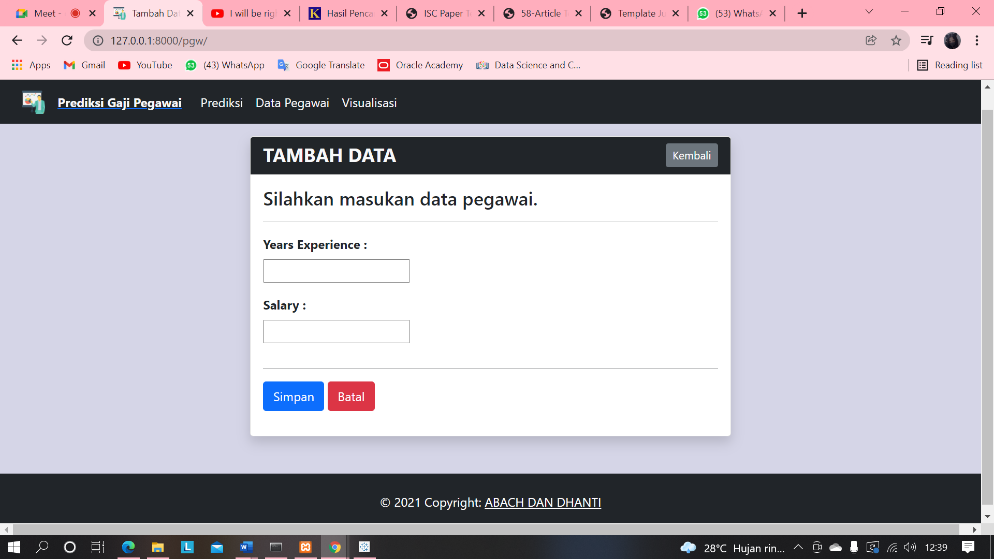 Meet -
Tambah Da
I will be rig
Hasil Penca
ISC Paper T
58-Article T
Template Ju
(53) Whats
127.0.0.1:8000/pgw/
Apps
Gmail
YouTube
(43) WhatsApp
Google Translate
Oracle Academy
Data Science and C...
Reading list
Prediksi Gaji Pegawai
Prediksi
Data Pegawai
Visualisasi
TAMBAH DATA
Kembali
Silahkan masukan data pegawai.
Years Experience :
Salary :
Simpan
Batal
© 2021 Copyright: ABACH DAN DHANTI
28°C Hujan rin...
12:39